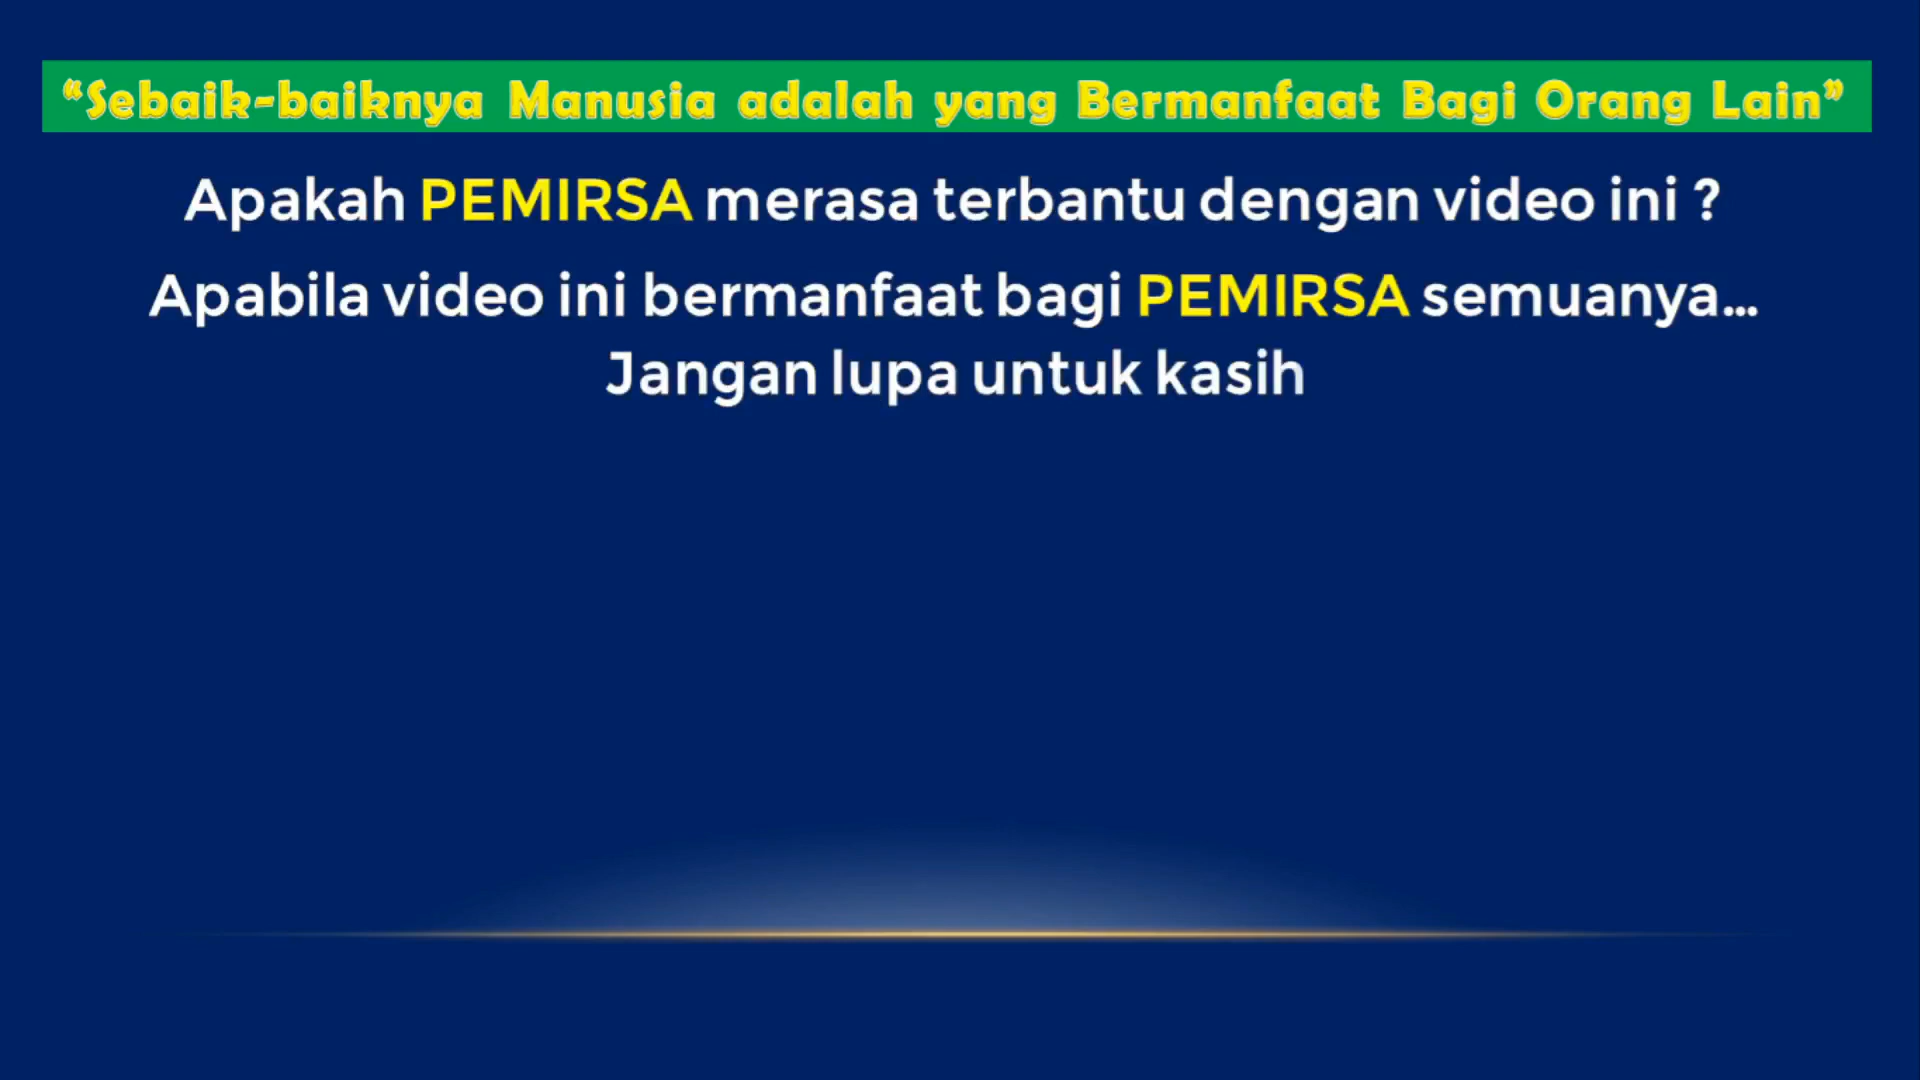 “Sebaik-baiknya Manusia adalah yang Bermanfaat Bagi Orang Lain”
Apakah PEMIRSA merasa terbantu dengan video ini ?
Apabila video ini bermanfaat bagi PEMIRSA semuanya...
Jangan lupa untuk kasih